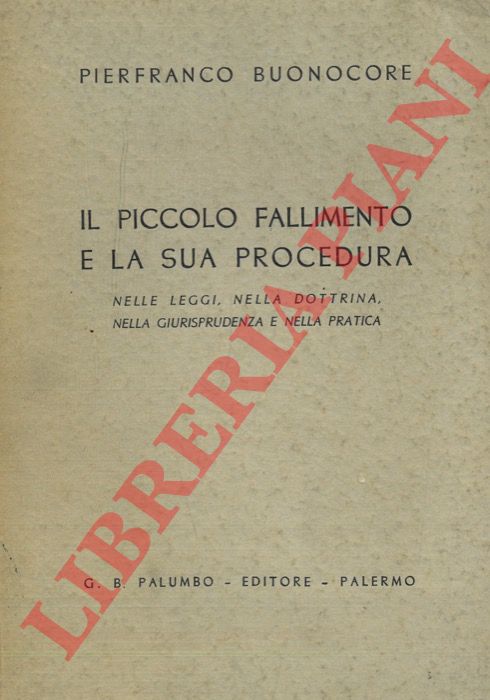 PIERFRANCO BUONOCORE
IL PICCOLO FALLIMENTO
E LA SUA PROCEDURA
NELLE LEGGI, NELLA DOTTRINA,
NELLA GIURISPRUDENZA E NELLA PRATICA
G. B. PALUMBO - EDITORE - PALERMO
LIBRERIA PIANI